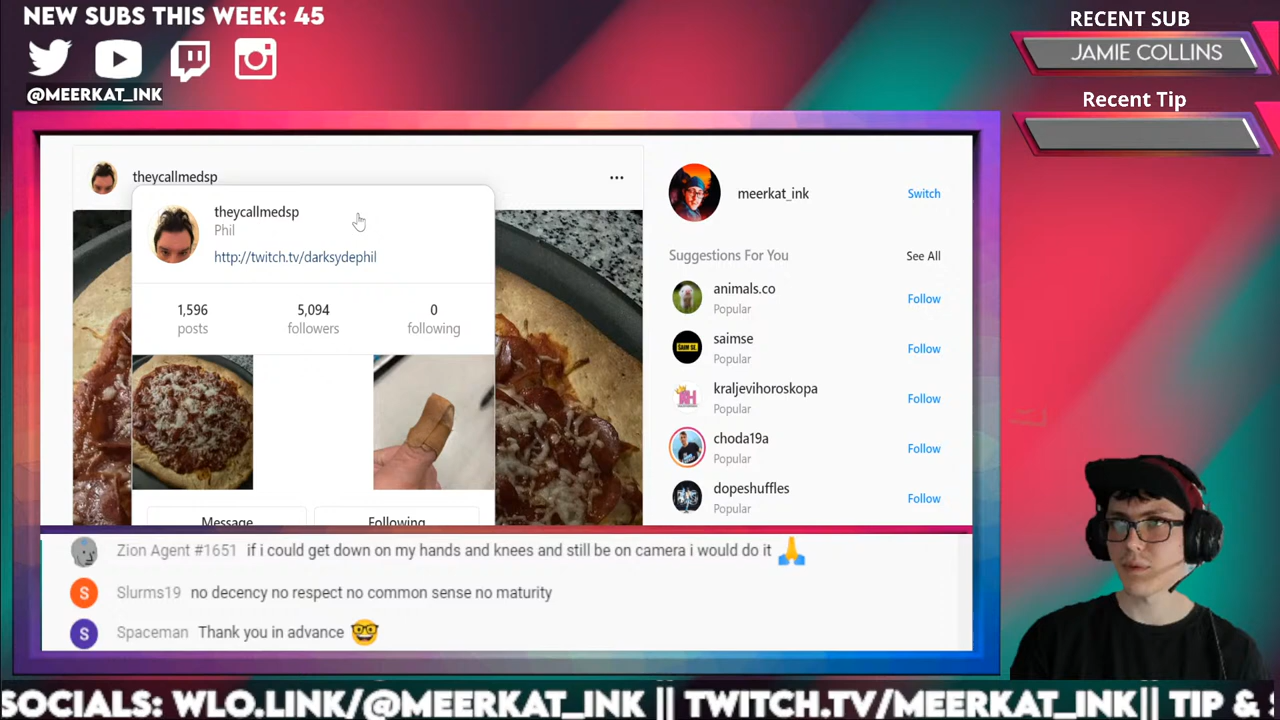 NEW SUBS THIS WEEK: 45
@MEERKAT_INK
RECENT SUB
JAMIE COLLINS
Recent Tip
theycallmedsp
theycallmedsp
Phil
http://twitch.tv/darksydephil
1,596 5,094 0
posts followers following
Message Following
meerkat_ink Switch
Suggestions For You See All
animals.co
Popular Follow
saimse
Popular Follow
kraljevihoroskopa
Popular Follow
choda19a
Popular Follow
dopeshuffles
Popular Follow
Zion Agent #1651 if i could get down on my hands and knees and still be on camera i would do it 🙏
S Slurms19 no decency no respect no common sense no maturity
S Spaceman Thank you in advance 🤓
SOCIALS: WLO.LINK/@MEERKAT_INK || TWITCH.TV/MEERKAT_INK|| TIP &